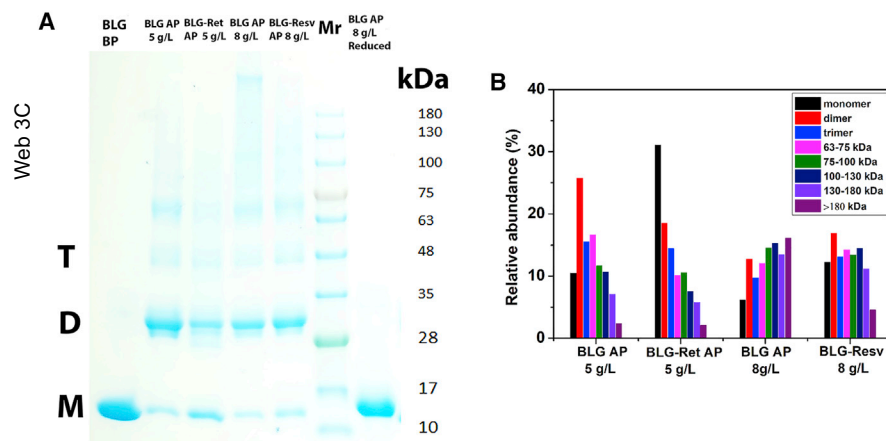 A
BLG
BP
BLG AP
5 g/L
BLG-Ret
AP 5 g/L
BLG AP
8 g/L
BLG-Resv
AP 8 g/L
Mr
BLG AP
8 g/L
Reduced
kDa
Web 3C
180
130
100
75
63
48
35
28
17
10
T
D
M
B
Relative abundance (%)
40
30
20
10
0
monomer
dimer
trimer
63-75 kDa
75-100 kDa
100-130 kDa
130-180 kDa
>180 kDa
BLG AP
5 g/L
BLG-Ret AP
5 g/L
BLG AP
8g/L
BLG-Resv
8 g/L